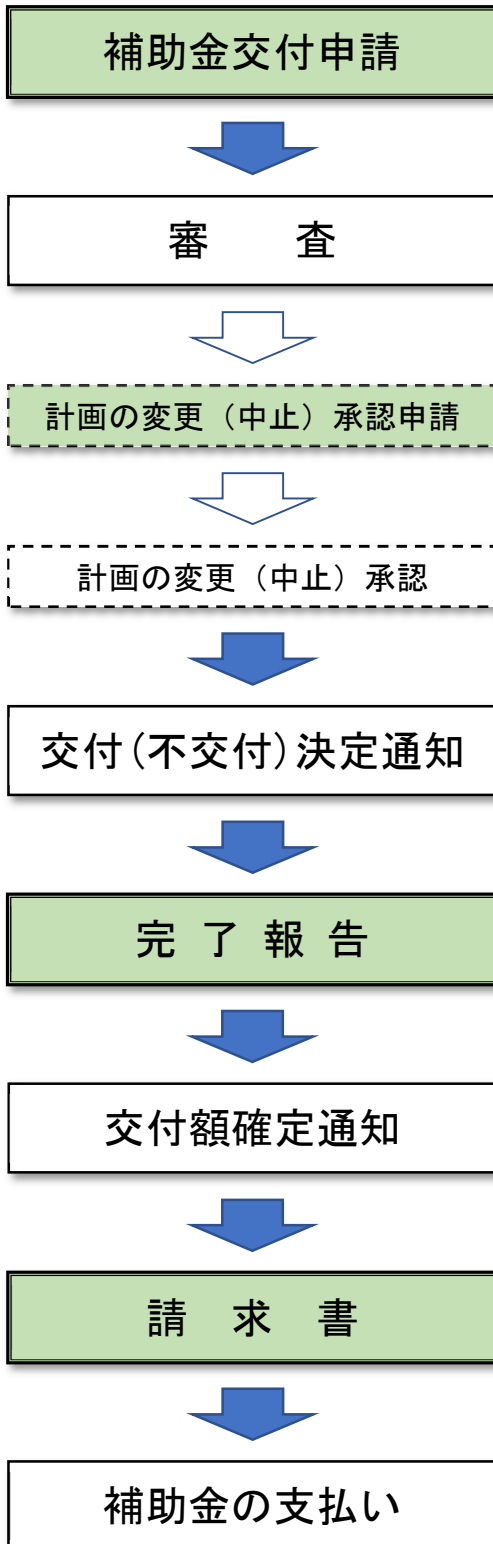 補助金交付申請
審　　査
計画の変更（中止）承認申請
計画の変更（中止）承認
交付(不交付)決定通知
完 了 報 告
交付額確定通知
請　求　書
補助金の支払い